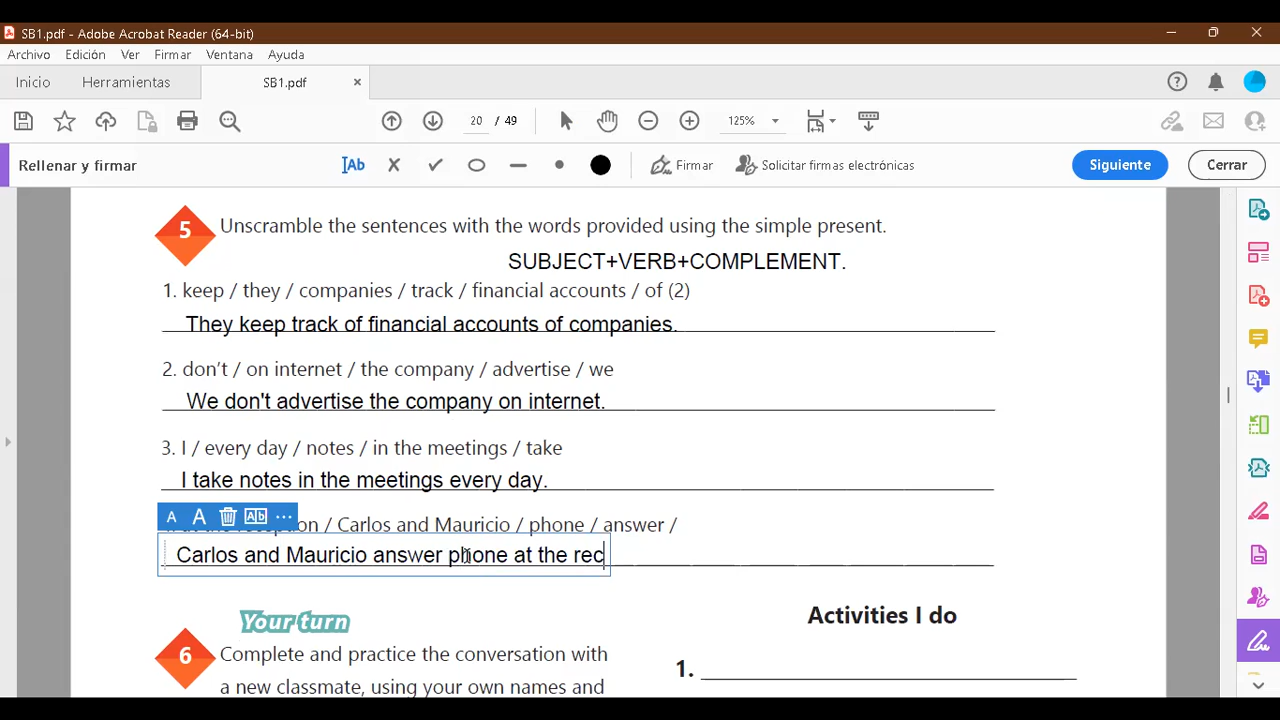 SB1.pdf - Adobe Acrobat Reader (64-bit)
Archivo Edición Ver Firmar Ventana Ayuda
Inicio Herramientas SB1.pdf
20 / 49 125%
Rellenar y firmar Ab Firmar Solicitar firmas electrónicas Siguiente Cerrar
5 Unscramble the sentences with the words provided using the simple present.
SUBJECT+VERB+COMPLEMENT.
1. keep / they / companies / track / financial accounts / of (2)
They keep track of financial accounts of companies.
2. don't / on internet / the company / advertise / we
We don't advertise the company on internet.
3. I / every day / notes / in the meetings / take
I take notes in the meetings every day.
A A Ab
/ Carlos and Mauricio / phone / answer /
Carlos and Mauricio answer phone at the rec
Your turn
Activities I do
6 Complete and practice the conversation with
a new classmate, using your own names and
1.